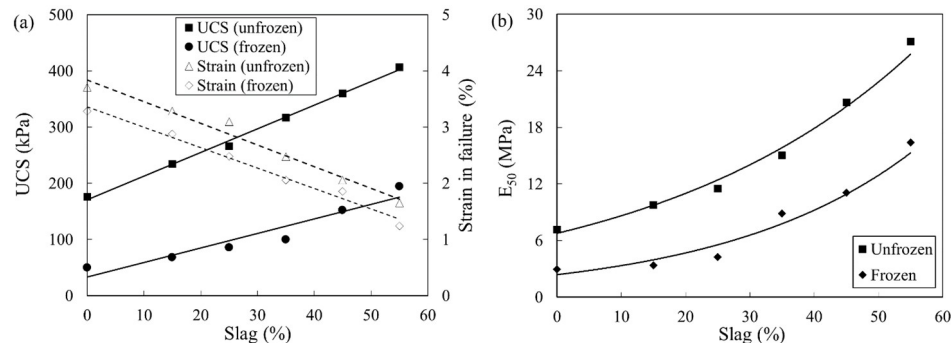 (a)
500
400
300
200
100
0
UCS (kPa)
UCS (unfrozen)
UCS (frozen)
Strain (unfrozen)
Strain (frozen)
5
4
3
2
1
0
Strain in failure (%)
0 10 20 30 40 50 60
Slag (%)
(b)
30
24
18
12
6
0
E50 (MPa)
Unfrozen
Frozen
0 10 20 30 40 50 60
Slag (%)